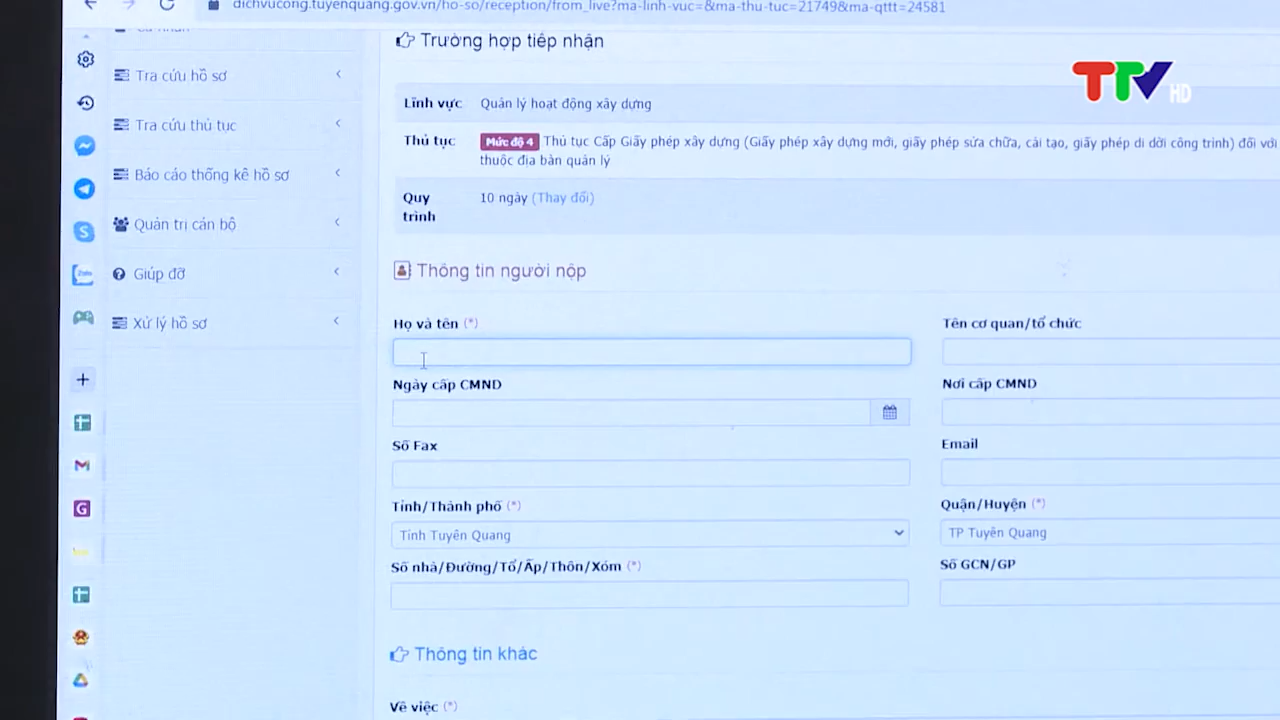 dichvucong.tuyenquang.gov.vn/ho-so/reception/from_live?ma-linh-vuc=&ma-thu-tuc=21749&ma-qttt=24581
Cá nhân
Tra cứu hồ sơ
Tra cứu thủ tục
Báo cáo thống kê hồ sơ
Quản trị cán bộ
Giúp đỡ
Xử lý hồ sơ
Trường hợp tiếp nhận
TTV HD
Lĩnh vực Quản lý hoạt động xây dựng
Thủ tục Mức độ 4 Thủ tục Cấp Giấy phép xây dựng (Giấy phép xây dựng mới, giấy phép sửa chữa, cải tạo, giấy phép di dời công trình) đối với
thuộc địa bàn quản lý
Quy trình 10 ngày (Thay đổi)
Thông tin người nộp
Họ và tên (*) Tên cơ quan/tổ chức
Ngày cấp CMND Nơi cấp CMND
Số Fax Email
Tỉnh/Thành phố (*) Quận/Huyện (*)
Tỉnh Tuyên Quang TP Tuyên Quang
Số nhà/Đường/Tổ/Ấp/Thôn/Xóm (*) Số GCN/GP
Thông tin khác
Về việc (*)